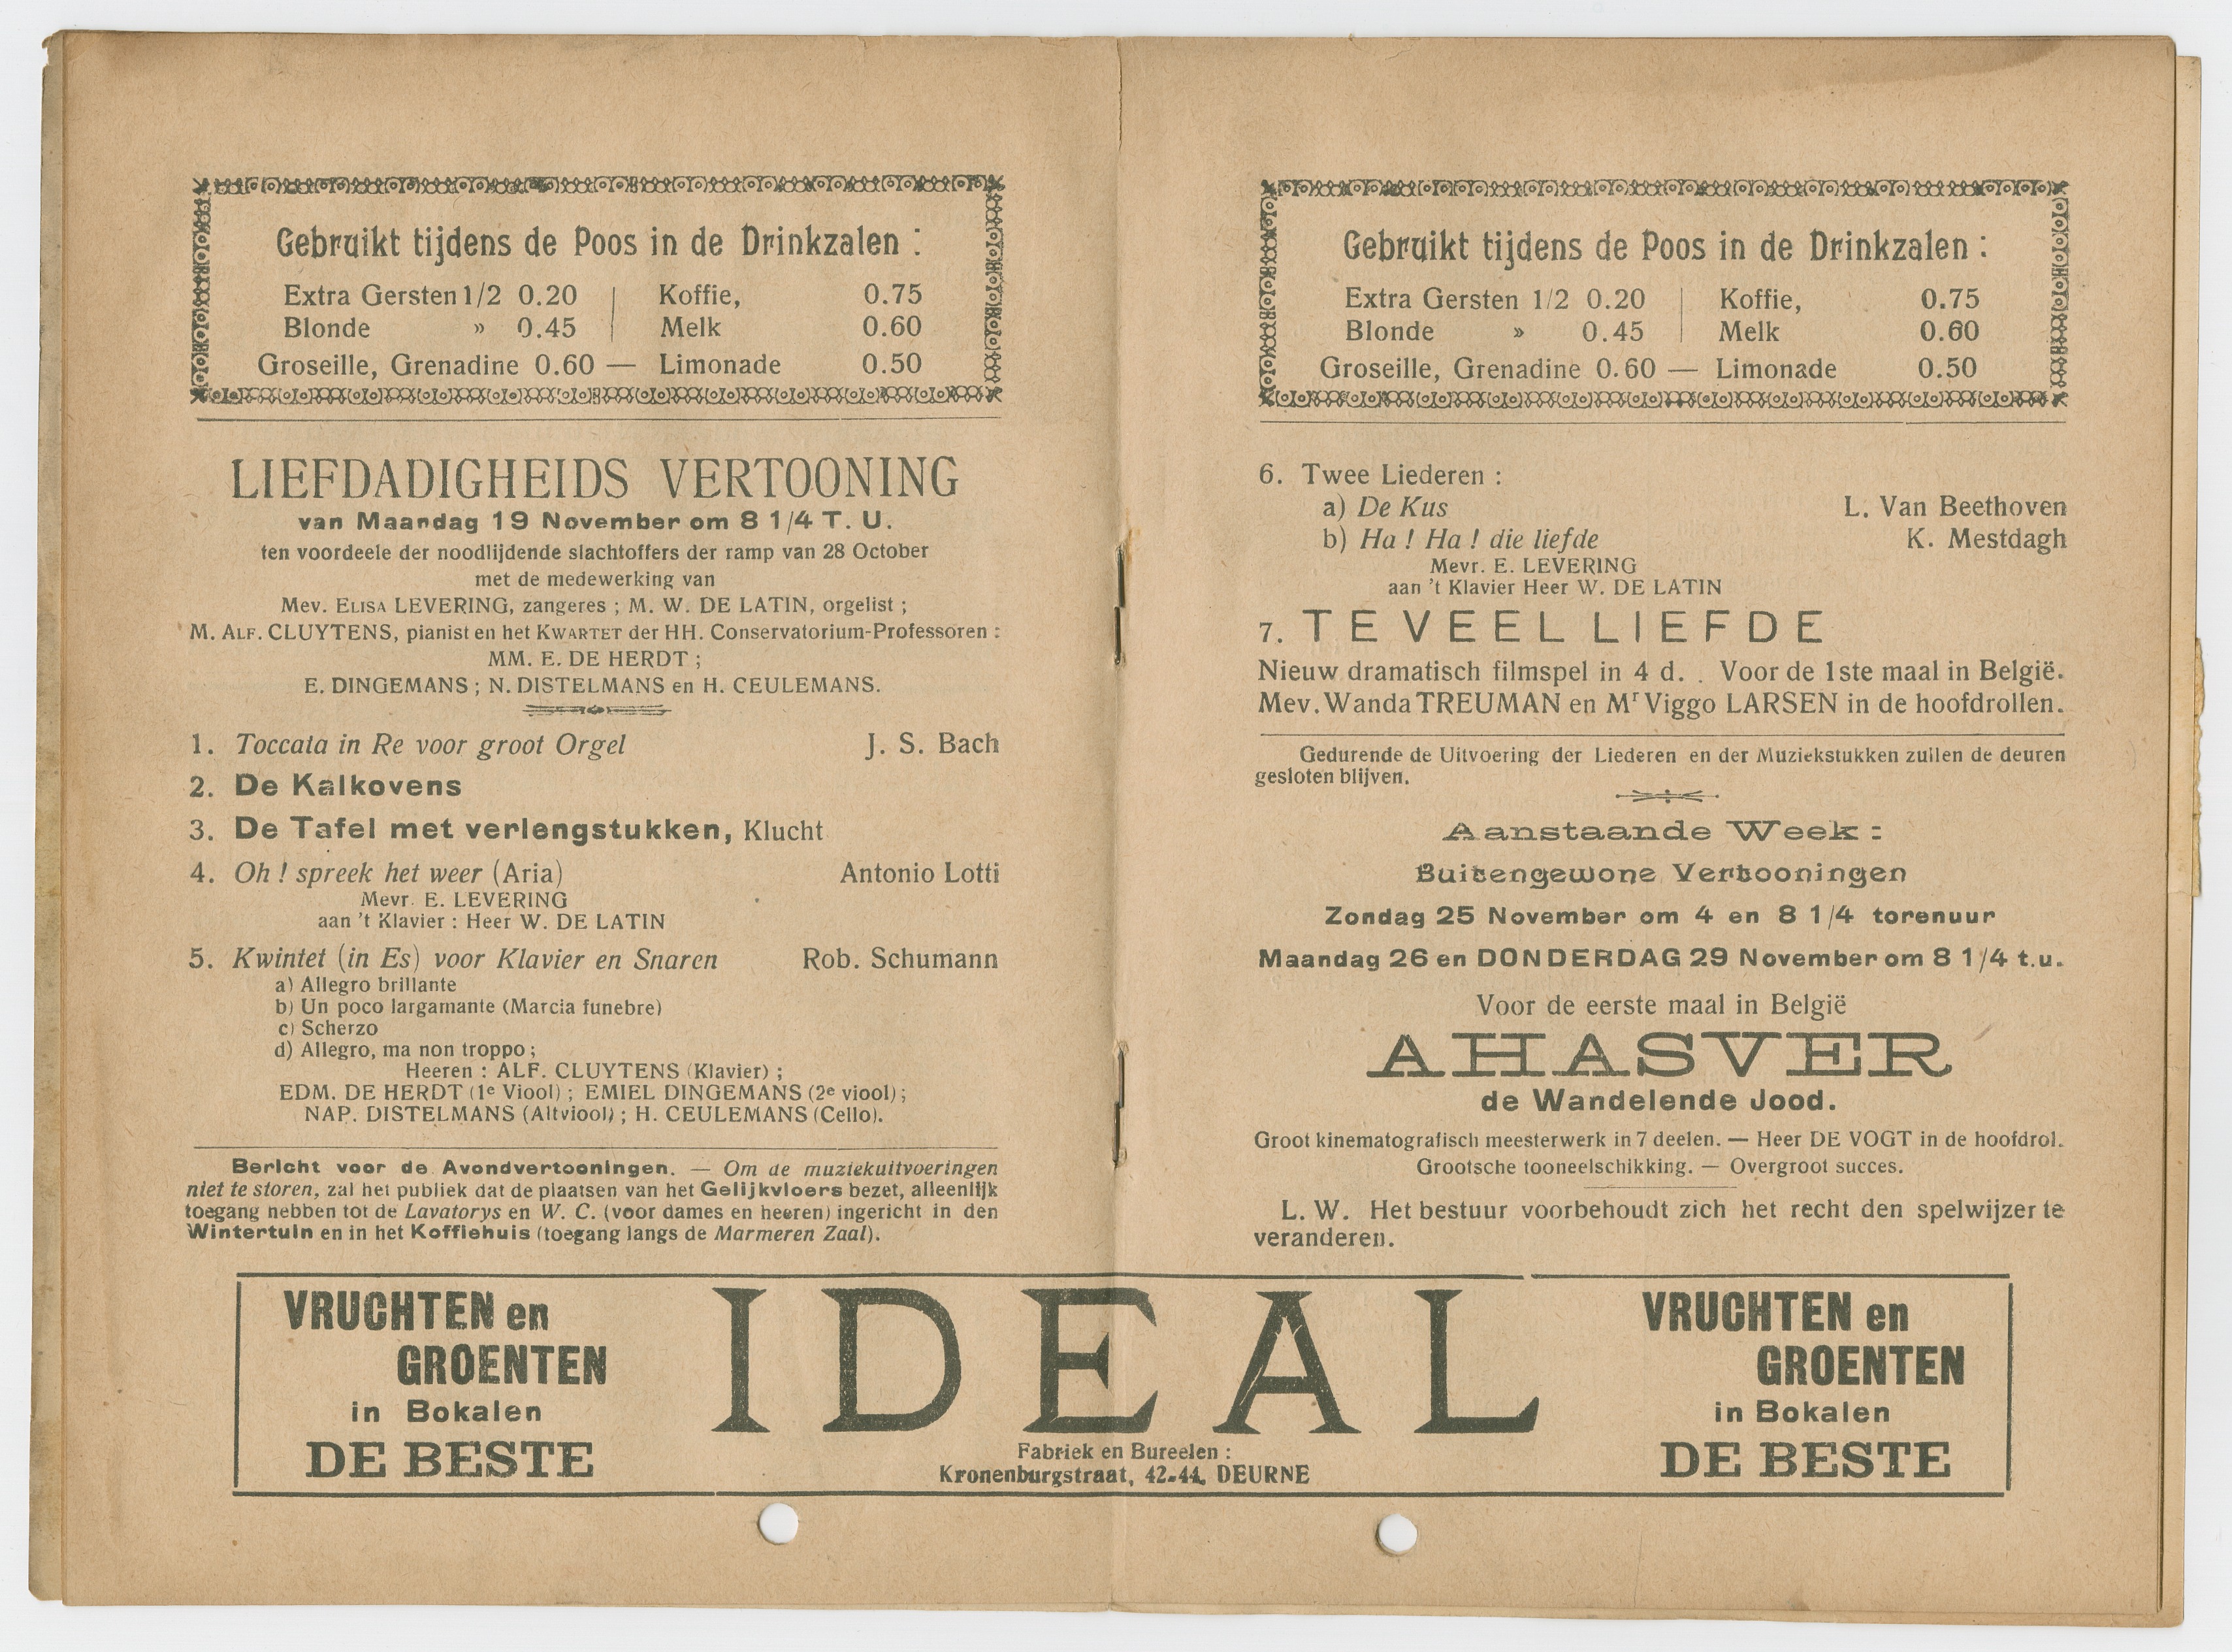 Gebruikt tijdens de Poos in de Drinkzalen :
Extra Gersten 1/2 0.20 | Koffie, 0.75
Blonde » 0.45 | Melk 0.60
Groseille, Grenadine 0.60 — Limonade 0.50
LIEFDADIGHEIDS VERTOONING
van Maandag 19 November om 8 1/4 T. U.
ten voordeele der noodlijdende slachtoffers der ramp van 28 October
met de medewerking van
Mev. ELISA LEVERING, zangeres ; M. W. DE LATIN, orgelist ;
M. ALF. CLUYTENS, pianist en het KWARTET der HH. Conservatorium-Professoren :
MM. E. DE HERDT ;
E. DINGEMANS ; N. DISTELMANS en H. CEULEMANS.
1. Toccata in Re voor groot Orgel J. S. Bach
2. De Kalkovens
3. De Tafel met verlengstukken, Klucht
4. Oh ! spreek het weer (Aria) Antonio Lotti
Mevr. E. LEVERING
aan 't Klavier : Heer W. DE LATIN
5. Kwintet (in Es) voor Klavier en Snaren Rob. Schumann
a) Allegro brillante
b) Un poco largamante (Marcia funebre)
c) Scherzo
d) Allegro, ma non troppo ;
Heeren : ALF. CLUYTENS (Klavier) ;
EDM. DE HERDT (1e Viool) ; EMIEL DINGEMANS (2e viool) ;
NAP. DISTELMANS (Altviool) ; H. CEULEMANS (Cello).
Bericht voor de Avondvertooningen. — Om de muziekuitvoeringen
niet te storen, zal het publiek dat de plaatsen van het Gelijkvloers bezet, alleenlijk
toegang nebben tot de Lavatorys en W. C. (voor dames en heeren) ingericht in den
Wintertuin en in het Koffiehuis (toegang langs de Marmeren Zaal).
Gebruikt tijdens de Poos in de Drinkzalen :
Extra Gersten 1/2 0.20 | Koffie, 0.75
Blonde » 0.45 | Melk 0.60
Groseille, Grenadine 0.60 — Limonade 0.50
6. Twee Liederen :
a) De Kus L. Van Beethoven
b) Ha ! Ha ! die liefde K. Mestdagh
Mevr. E. LEVERING
aan 't Klavier Heer W. DE LATIN
7. TE VEEL LIEFDE
Nieuw dramatisch filmspel in 4 d. . Voor de 1ste maal in België.
Mev. Wanda TREUMAN en Mr Viggo LARSEN in de hoofdrollen.
Gedurende de Uitvoering der Liederen en der Muziekstukken zullen de deuren
gesloten blijven.
Aanstaande Week :
Buitengewone Vertooningen
Zondag 25 November om 4 en 8 1/4 torenuur
Maandag 26 en DONDERDAG 29 November om 8 1/4 t.u.
Voor de eerste maal in België
AHASVER
de Wandelende Jood.
Groot kinematografisch meesterwerk in 7 deelen. — Heer DE VOGT in de hoofdrol.
Grootsche tooneelschikking. — Overgroot succes.
L. W. Het bestuur voorbehoudt zich het recht den spelwijzer te
veranderen.
VRUCHTEN en
GROENTEN
in Bokalen
DE BESTE
IDEAL
Fabriek en Bureelen :
Kronenburgstraat, 42-44, DEURNE
VRUCHTEN en
GROENTEN
in Bokalen
DE BESTE